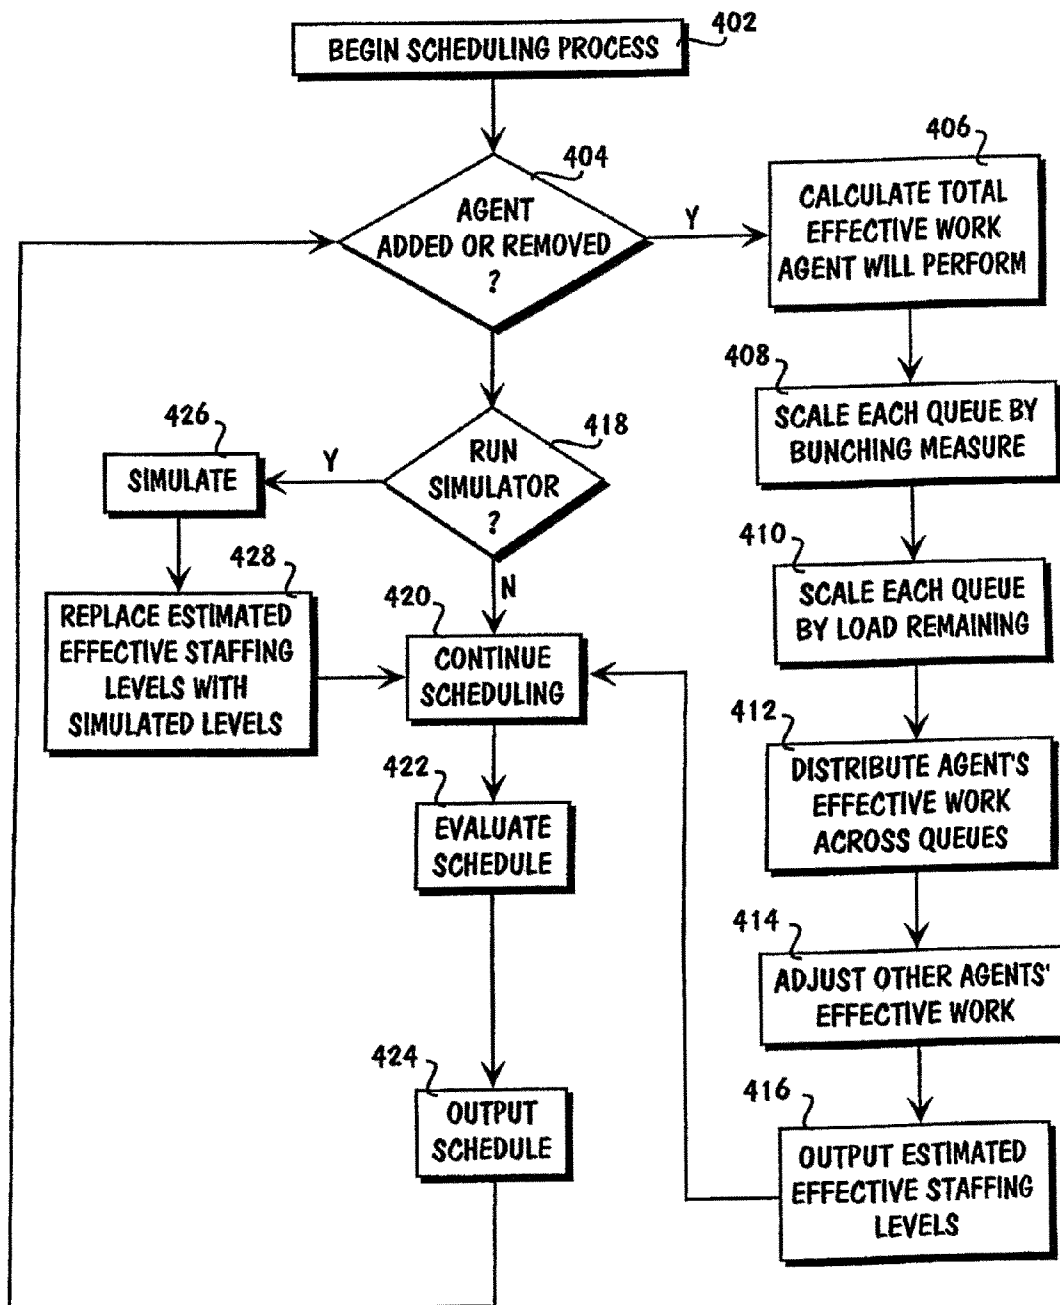 402
BEGIN SCHEDULING PROCESS
404
AGENT
ADDED OR REMOVED
?
Y
406
CALCULATE TOTAL
EFFECTIVE WORK
AGENT WILL PERFORM
408
SCALE EACH QUEUE BY
BUNCHING MEASURE
410
SCALE EACH QUEUE
BY LOAD REMAINING
412
DISTRIBUTE AGENT'S
EFFECTIVE WORK
ACROSS QUEUES
414
ADJUST OTHER AGENTS'
EFFECTIVE WORK
416
OUTPUT ESTIMATED
EFFECTIVE STAFFING
LEVELS
418
RUN
SIMULATOR
?
Y
N
426
SIMULATE
428
REPLACE ESTIMATED
EFFECTIVE STAFFING
LEVELS WITH
SIMULATED LEVELS
420
CONTINUE
SCHEDULING
422
EVALUATE
SCHEDULE
424
OUTPUT
SCHEDULE